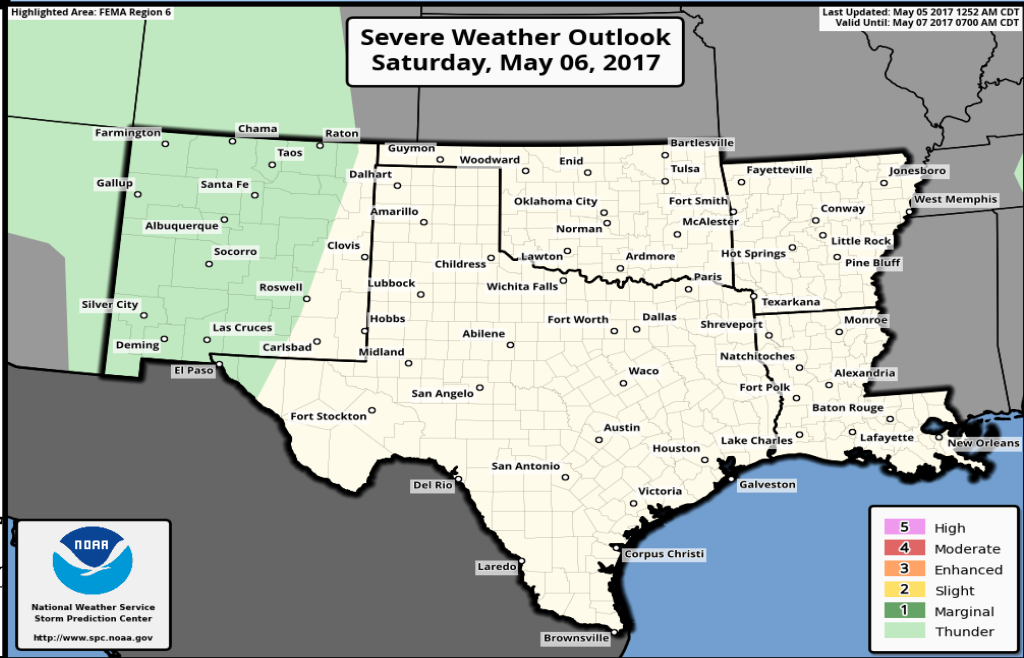 Highlighted Area: FEMA Region 6
Last Updated: May 05 2017 1252 AM CDT
Valid Until: May 07 2017 0700 AM CDT
Severe Weather Outlook
Saturday, May 06, 2017
Farmington
Chama
Raton
Taos
Guymon
Woodward
Enid
Bartlesville
Tulsa
Fayetteville
Jonesboro
Gallup
Santa Fe
Dalhart
Amarillo
Oklahoma City
Norman
Fort Smith
McAlester
Conway
West Memphis
Albuquerque
Socorro
Clovis
Childress
Lawton
Ardmore
Hot Springs
Little Rock
Pine Bluff
Roswell
Lubbock
Wichita Falls
Paris
Texarkana
Silver City
Las Cruces
Hobbs
Abilene
Fort Worth
Dallas
Shreveport
Monroe
Deming
Carlsbad
Midland
Natchitoches
El Paso
San Angelo
Waco
Fort Polk
Alexandria
Fort Stockton
Austin
Baton Rouge
Houston
Lake Charles
Lafayette
New Orleans
Del Rio
San Antonio
Galveston
Victoria
Laredo
Corpus Christi
Brownsville
NOAA
National Weather Service
Storm Prediction Center
http://www.spc.noaa.gov
5 High
4 Moderate
3 Enhanced
2 Slight
1 Marginal
Thunder